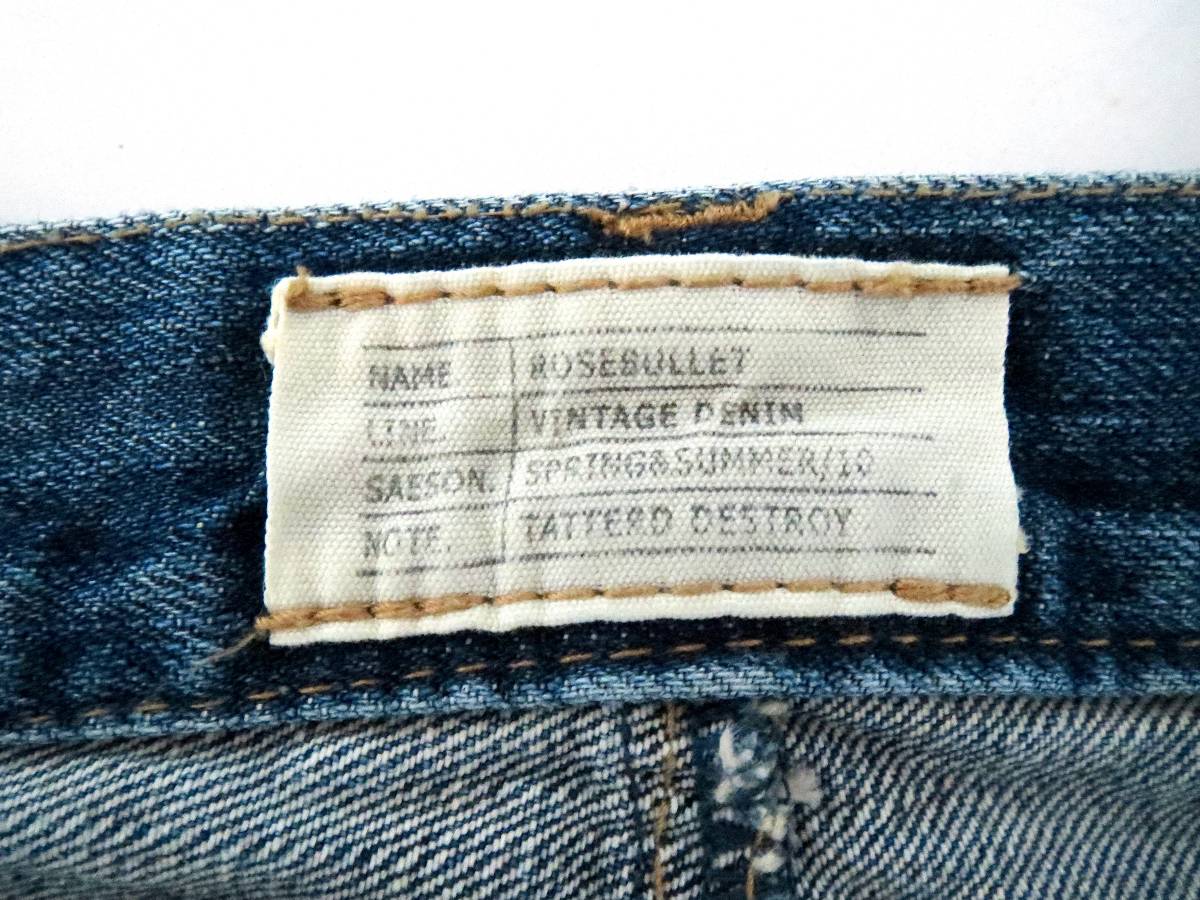 NAME. ROSEBULLET
LINE. VINTAGE DENIM
SAESON. SPRING&SUMMER/10
NOTE. TATTERD DESTROY